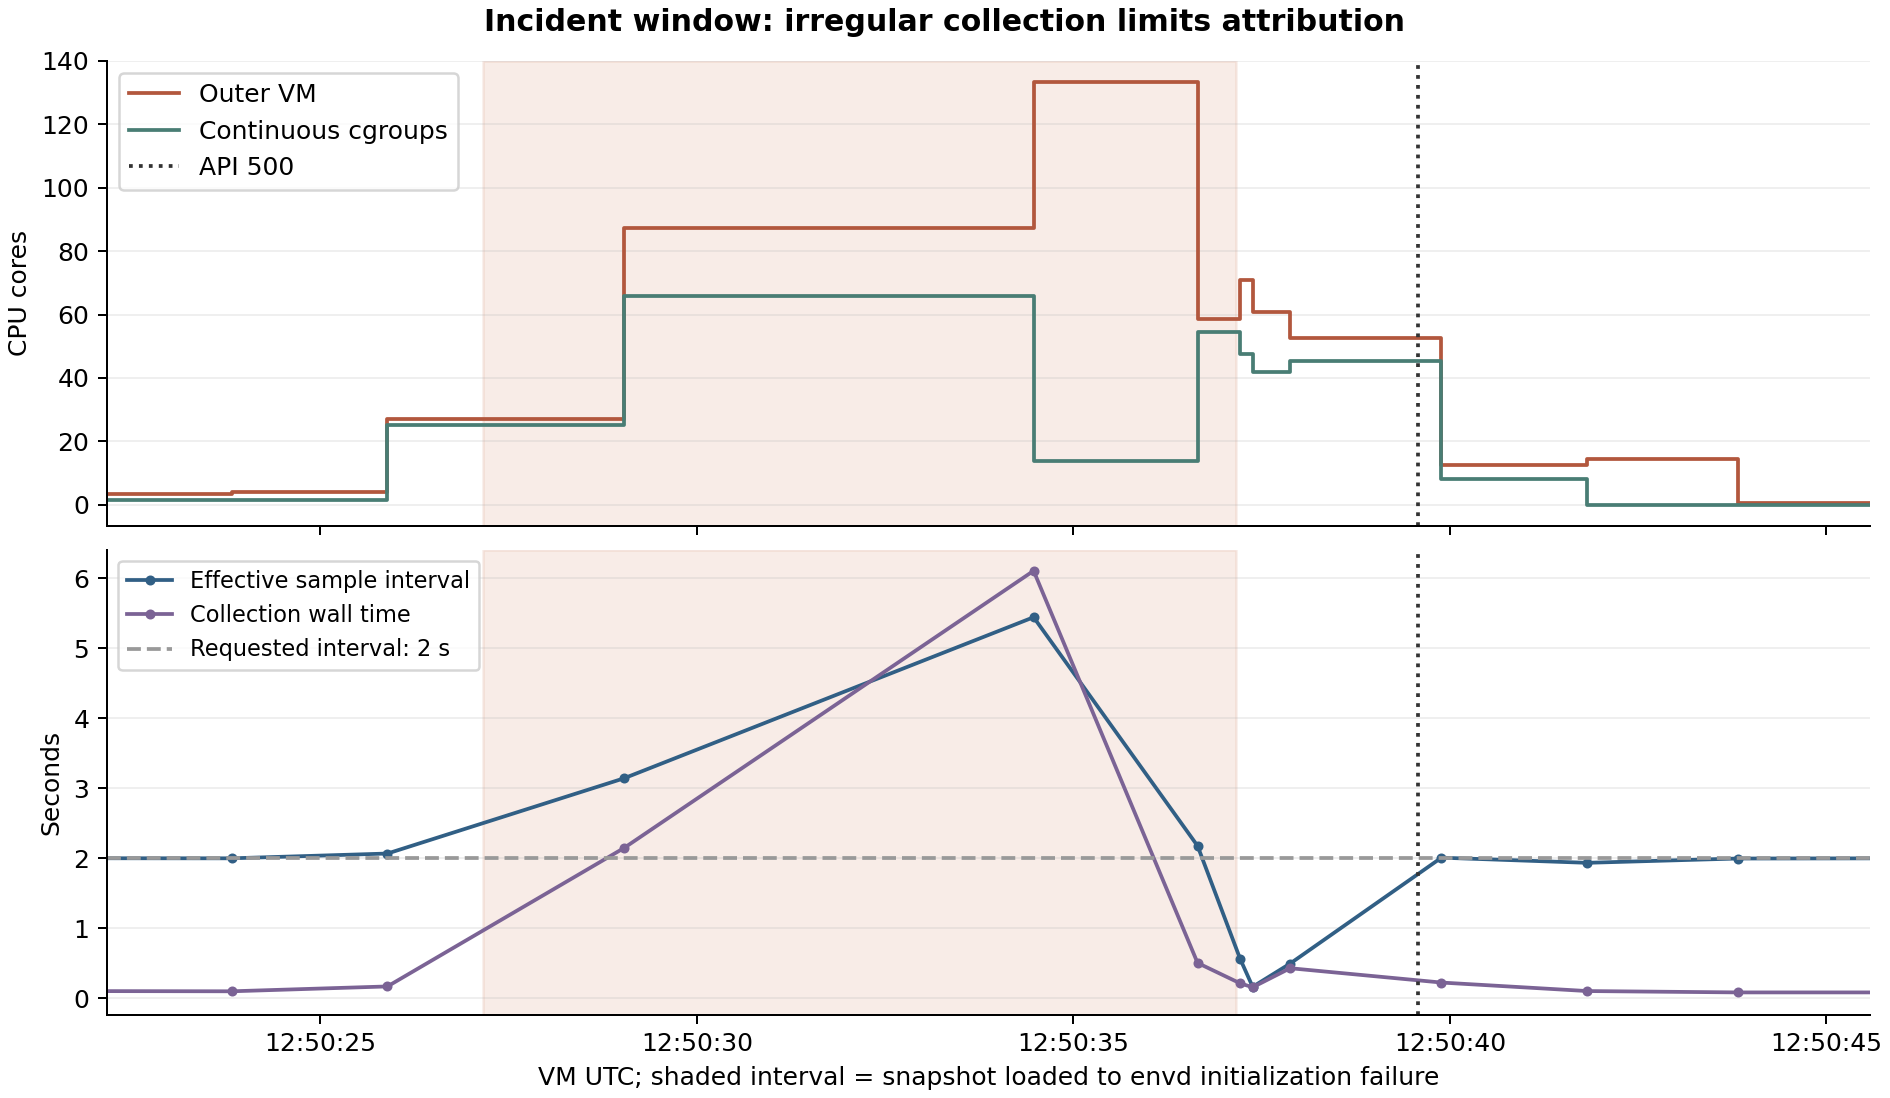 Incident window: irregular collection limits attribution
CPU cores
140
120
100
80
60
40
20
0
Outer VM
Continuous cgroups
API 500
Seconds
6
5
4
3
2
1
0
Effective sample interval
Collection wall time
Requested interval: 2 s
12:50:25
12:50:30
12:50:35
12:50:40
12:50:45
VM UTC; shaded interval = snapshot loaded to envd initialization failure